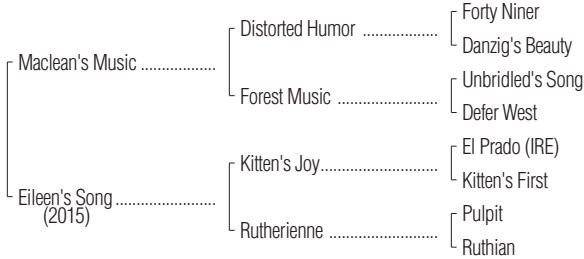 Forty Niner
Distorted Humor ..................
Danzig's Beauty
Maclean's Music ..................
Unbridled's Song
Forest Music ........................
Defer West
El Prado (IRE)
Kitten's Joy............................
Kitten's First
Eileen's Song ........................
(2015)
Pulpit
Rutherienne ..........................
Ruthian